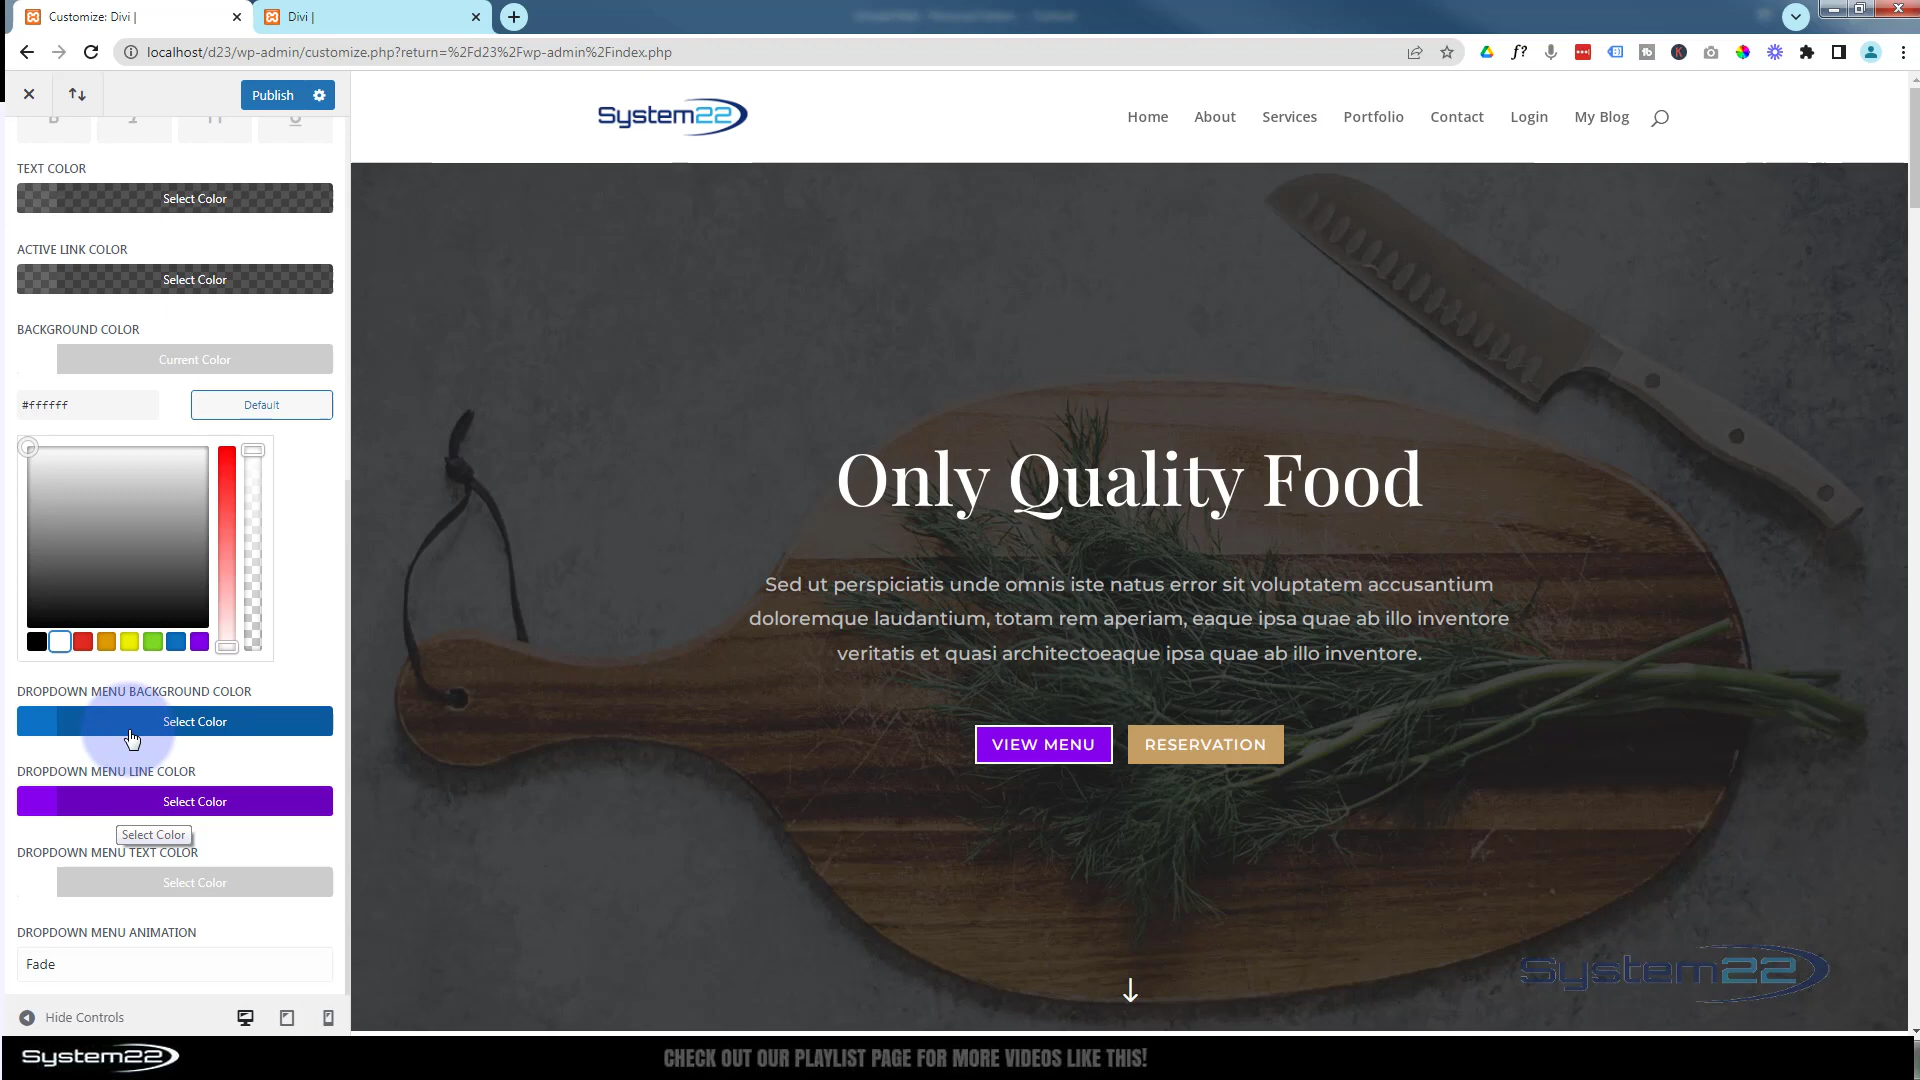 Customize: Divi |
Divi |
localhost/d23/wp-admin/customize.php?return=%2Fd23%2Fwp-admin%2Findex.php
Publish
TEXT COLOR
Select Color
ACTIVE LINK COLOR
Select Color
BACKGROUND COLOR
Current Color
#ffffff
Default
DROPDOWN MENU BACKGROUND COLOR
Select Color
DROPDOWN MENU LINE COLOR
Select Color
Select Color
DROPDOWN MENU TEXT COLOR
Select Color
DROPDOWN MENU ANIMATION
Fade
Hide Controls
System22
Home About Services Portfolio Contact Login My Blog
Only Quality Food
Sed ut perspiciatis unde omnis iste natus error sit voluptatem accusantium
doloremque laudantium, totam rem aperiam, eaque ipsa quae ab illo inventore
veritatis et quasi architectoeaque ipsa quae ab illo inventore.
VIEW MENU
RESERVATION
System22
System22
CHECK OUT OUR PLAYLIST PAGE FOR MORE VIDEOS LIKE THIS!